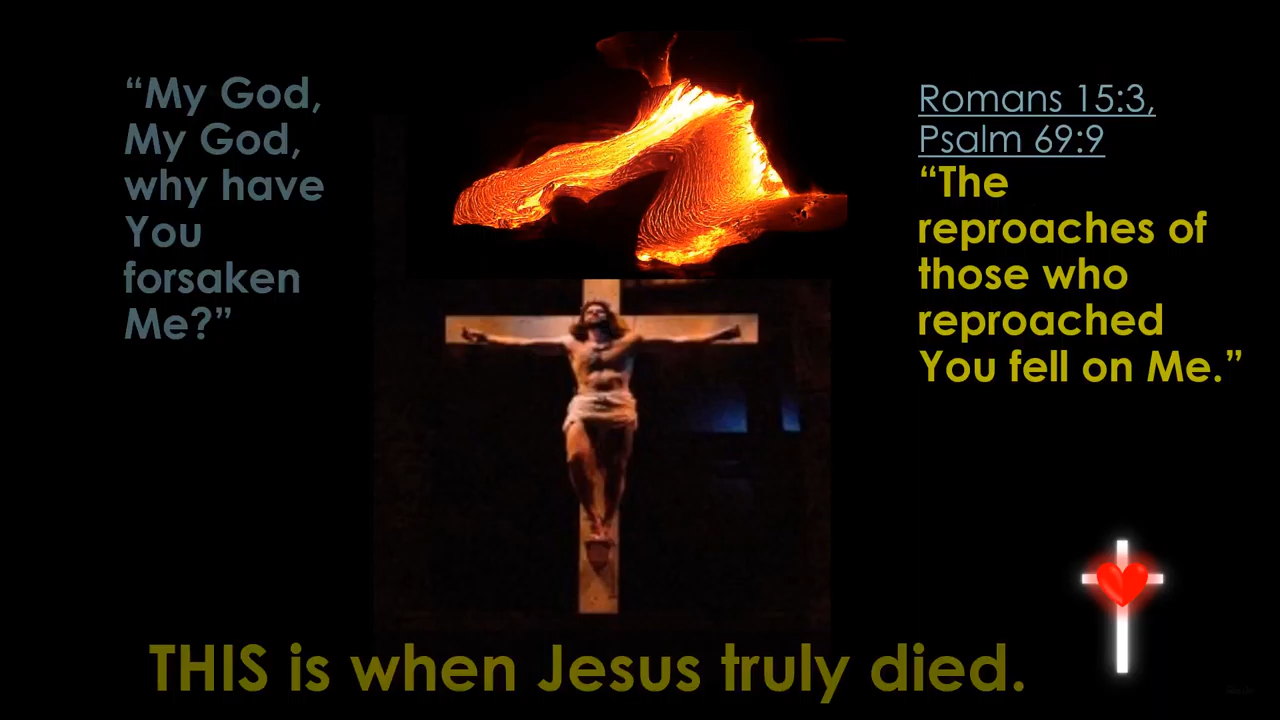 “My God,
My God,
why have
You
forsaken
Me?”
Romans 15:3,
Psalm 69:9
“The
reproaches of
those who
reproached
You fell on Me.”
THIS is when Jesus truly died.